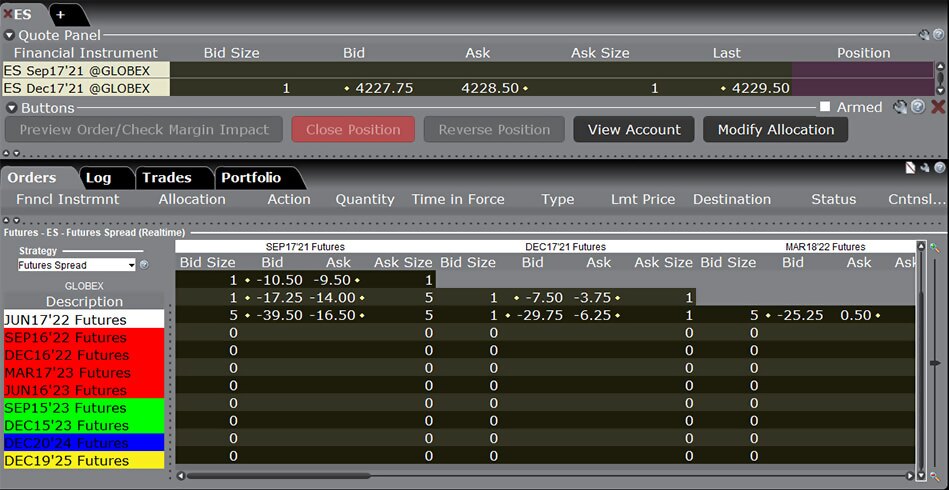 ES +
Quote Panel
Financial Instrument Bid Size Bid Ask Ask Size Last Position
ES Sep17'21 @GLOBEX
ES Dec17'21 @GLOBEX 1 4227.75 4228.50 1 4229.50
Buttons Armed
Preview Order/Check Margin Impact Close Position Reverse Position View Account Modify Allocation
Orders Log Trades Portfolio
Fnncl Instrmnt Allocation Action Quantity Time in Force Type Lmt Price Destination Status Cntnsl...
Futures - ES - Futures Spread (Realtime)
Strategy
Futures Spread
GLOBEX
SEP17'21 Futures DEC17'21 Futures MAR18'22 Futures
Description Bid Size Bid Ask Ask Size Bid Size Bid Ask Ask Size Bid Size Bid Ask
1 -10.50 -9.50 1
1 -17.25 -14.00 5 1 -7.50 -3.75 1
JUN17'22 Futures 5 -39.50 -16.50 5 1 -29.75 -6.25 1 5 -25.25 0.50
SEP16'22 Futures 0 0 0 0 0
DEC16'22 Futures 0 0 0 0 0
MAR17'23 Futures 0 0 0 0 0
JUN16'23 Futures 0 0 0 0 0
SEP15'23 Futures 0 0 0 0 0
DEC15'23 Futures 0 0 0 0 0
DEC20'24 Futures 0 0 0 0 0
DEC19'25 Futures 0 0 0 0 0